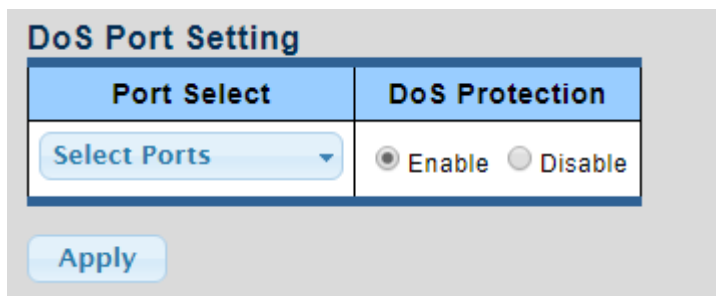 DoS Port Setting
Port Select DoS Protection
Select Ports Enable Disable
Apply